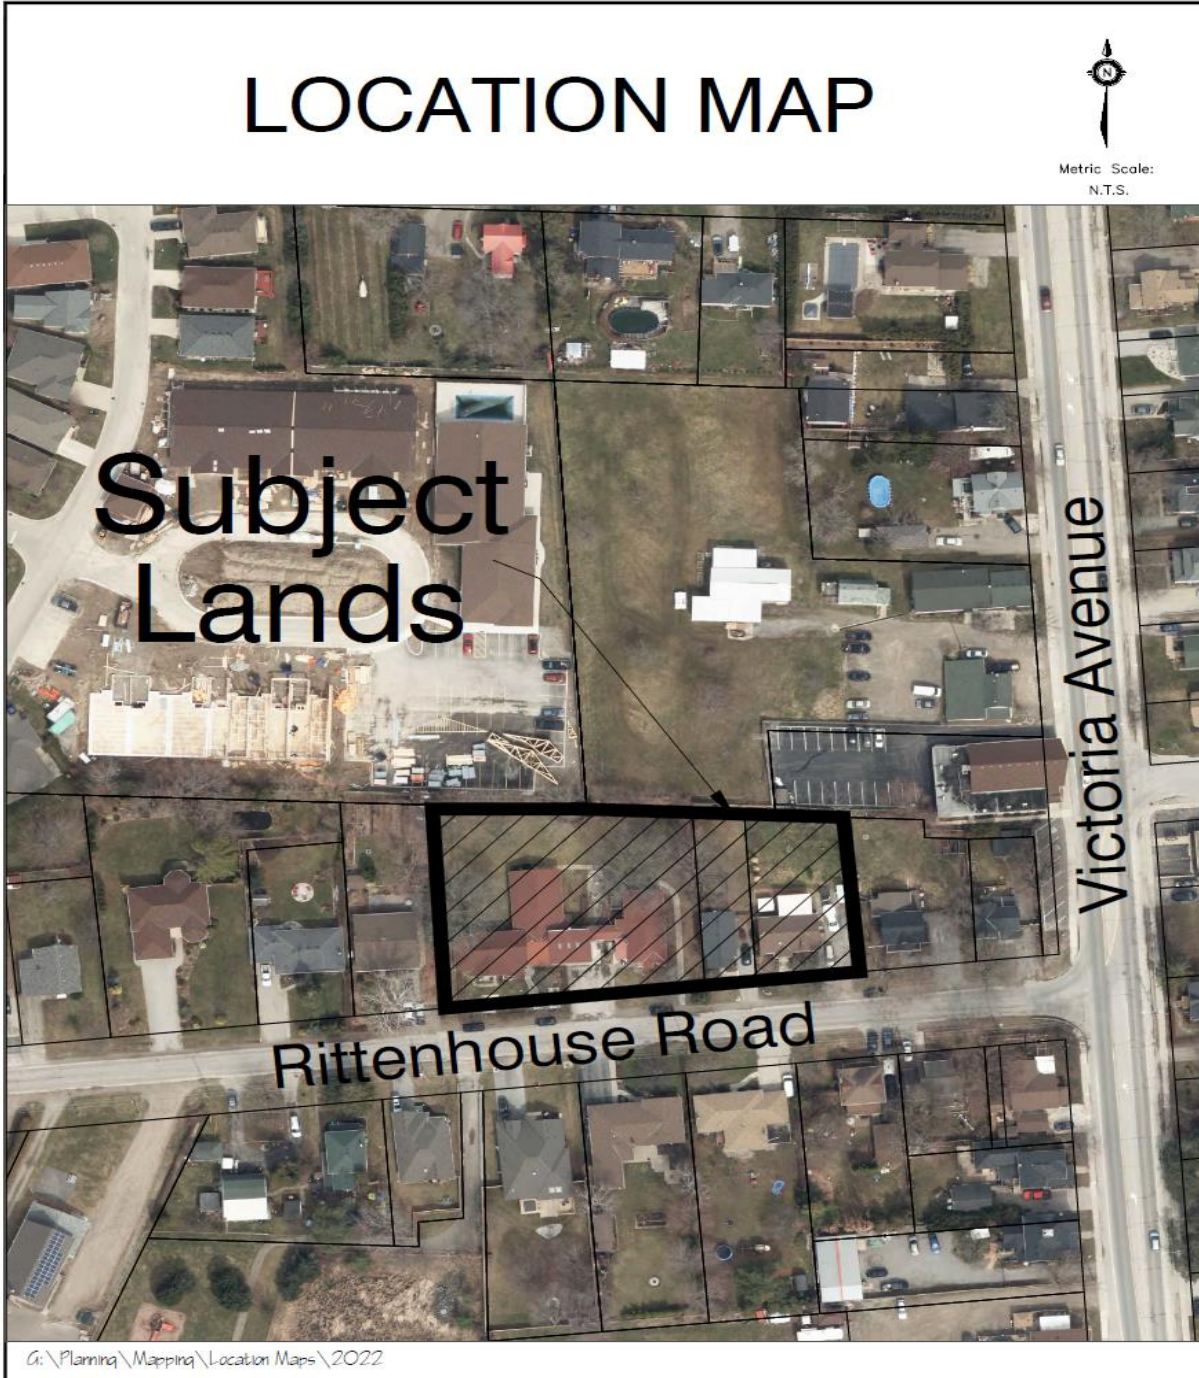 LOCATION MAP
N
Metric Scale:
N.T.S.
Subject
Lands
Victoria Avenue
Rittenhouse Road
G:\Planning\Mapping\Location Maps\2022